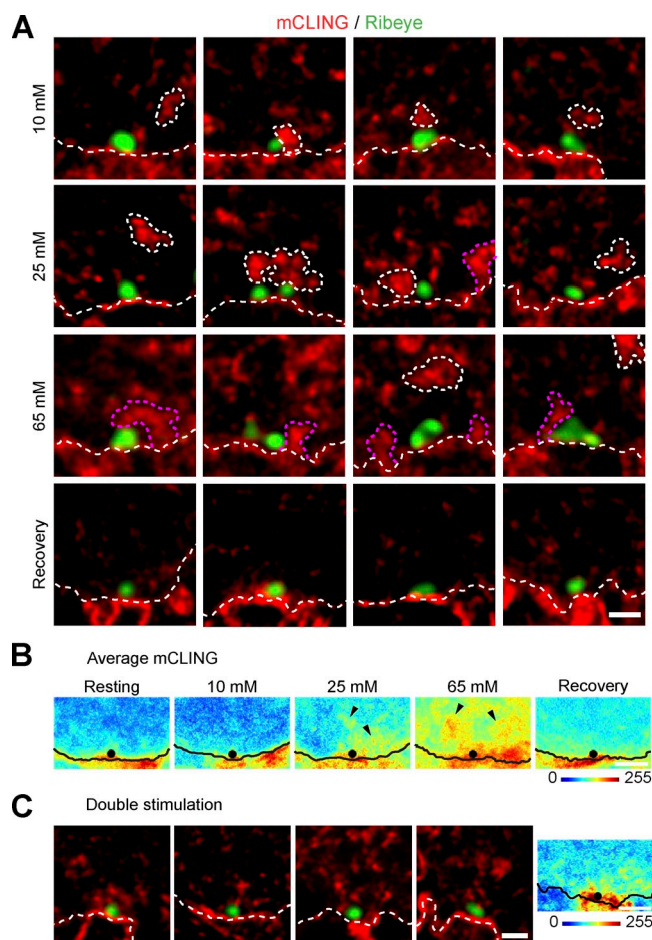 A
mCLING / Ribeye
10 mM
25 mM
65 mM
Recovery
B
Average mCLING
Resting 10 mM 25 mM 65 mM Recovery
0 255
C
Double stimulation
0 255